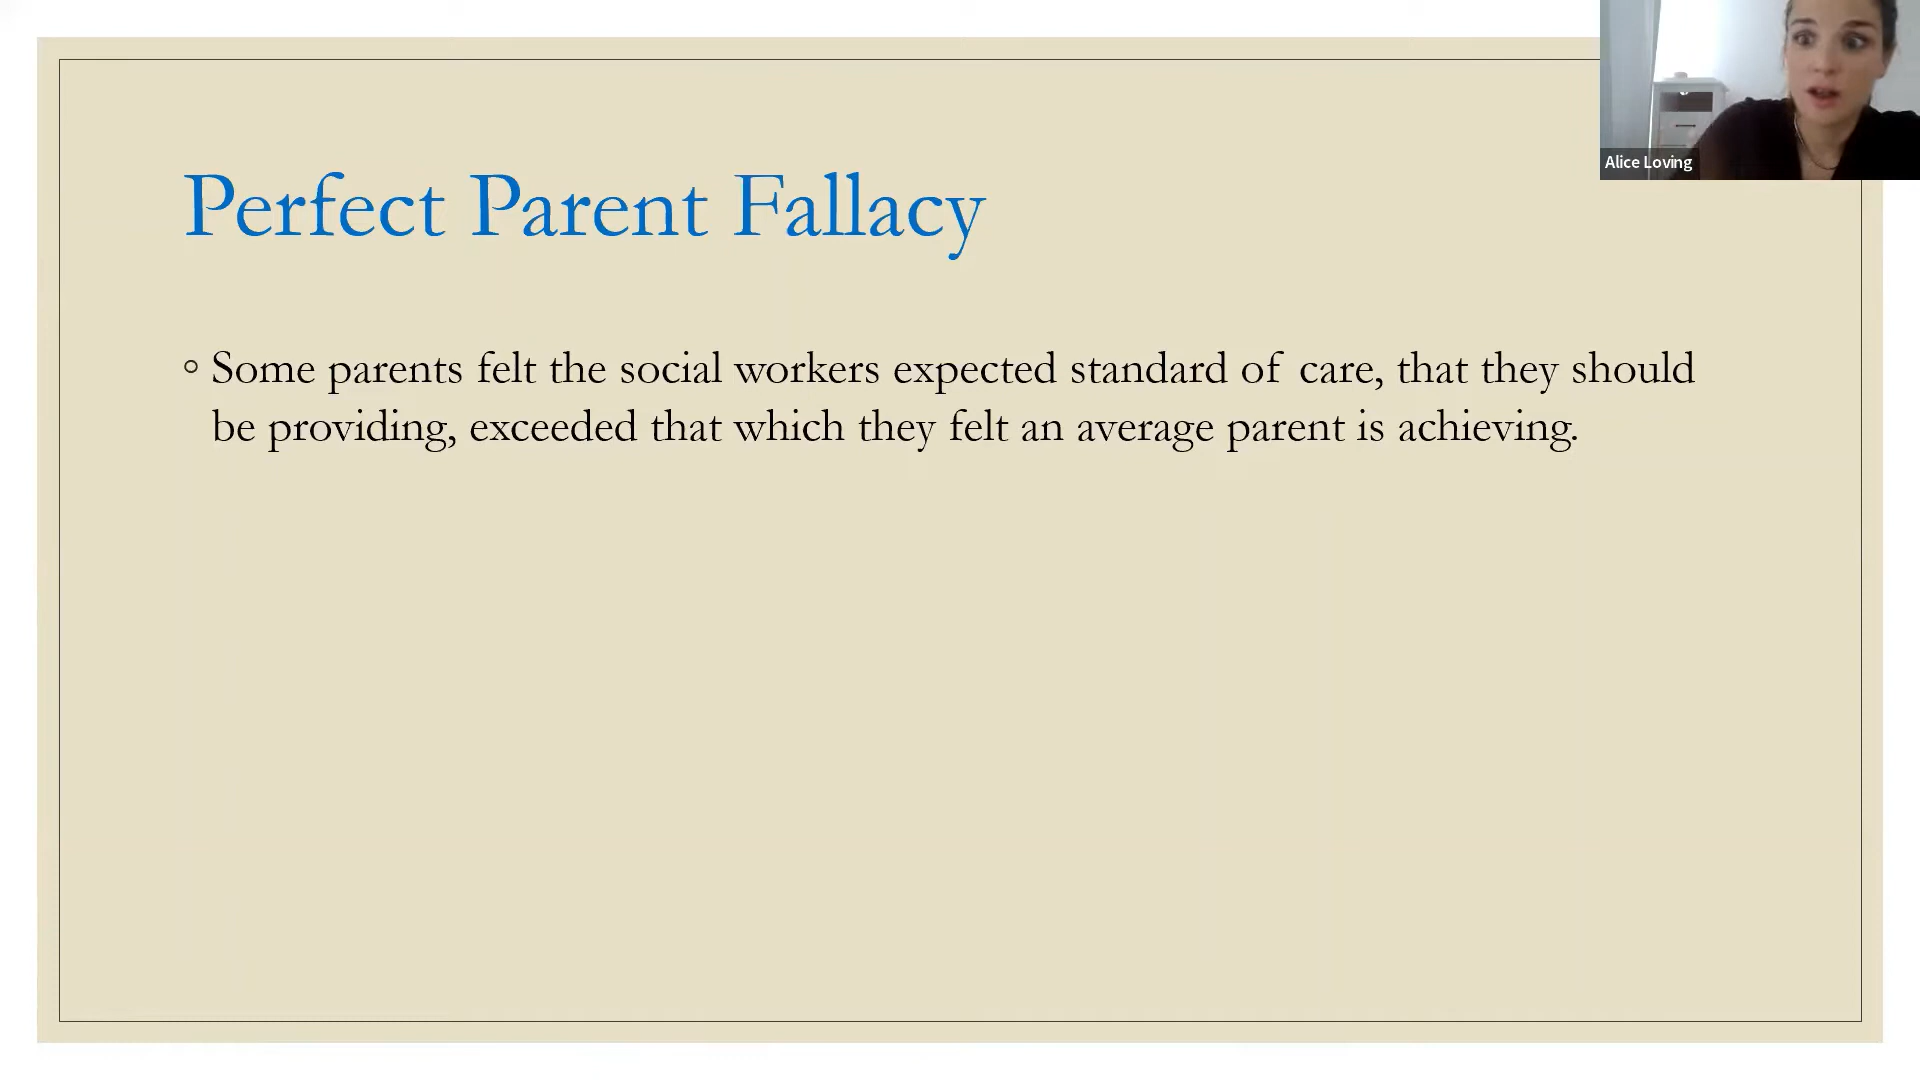 Perfect Parent Fallacy
Alice Loving
◦ Some parents felt the social workers expected standard of care, that they should
be providing, exceeded that which they felt an average parent is achieving.